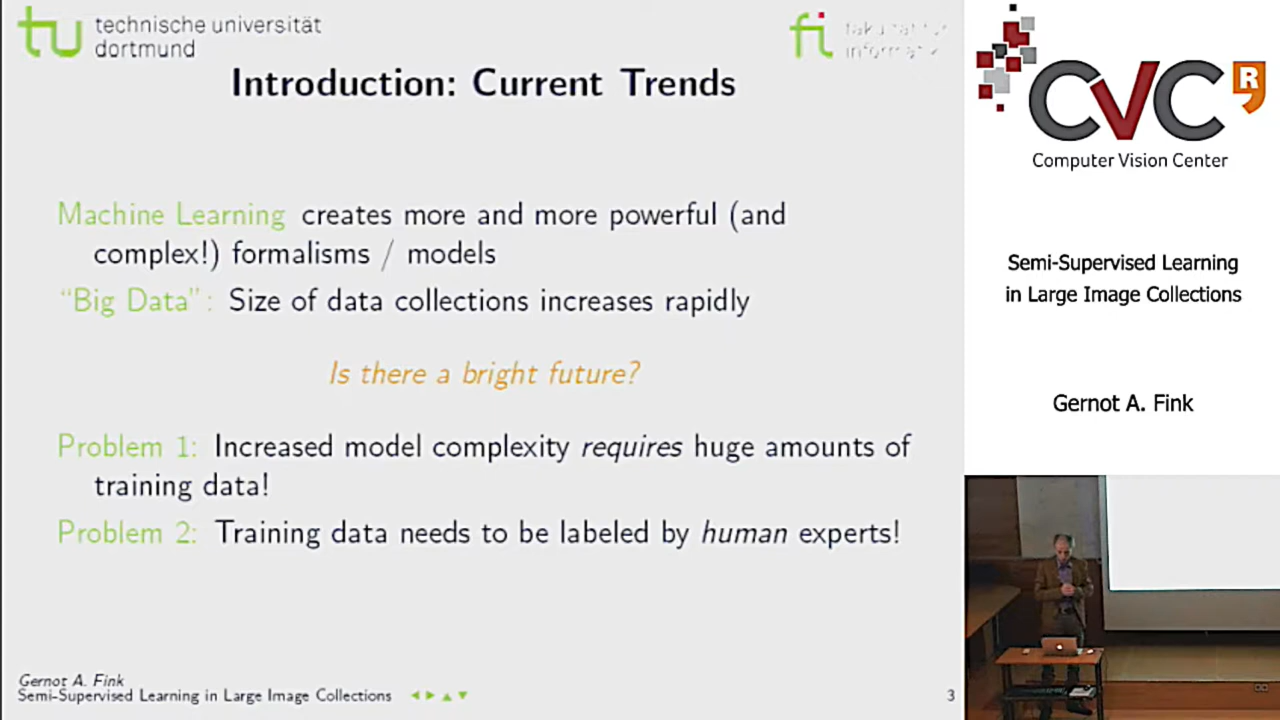 technische universität
dortmund
fakultät für
informatik
Introduction: Current Trends
Machine Learning creates more and more powerful (and
complex!) formalisms / models
“Big Data”: Size of data collections increases rapidly
Is there a bright future?
Problem 1: Increased model complexity requires huge amounts of
training data!
Problem 2: Training data needs to be labeled by human experts!
Gernot A. Fink
Semi-Supervised Learning in Large Image Collections
3
CVC
R
Computer Vision Center
Semi-Supervised Learning
in Large Image Collections
Gernot A. Fink